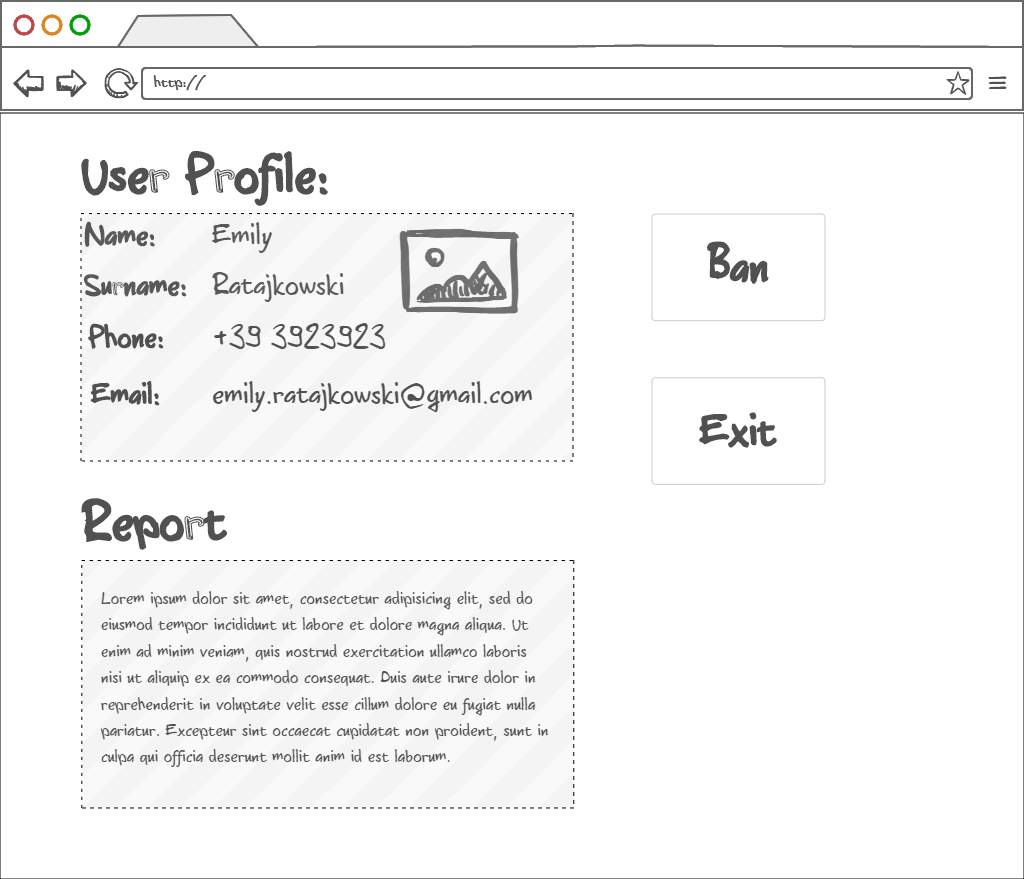 http://
User Profile:
Name: Emily
Surname: Ratajkowski
Phone: +39 3923923
Email: emily.ratajkowski@gmail.com
Ban
Exit
Report
Lorem ipsum dolor sit amet, consectetur adipisicing elit, sed do
eiusmod tempor incididunt ut labore et dolore magna aliqua. Ut
enim ad minim veniam, quis nostrud exercitation ullamco laboris
nisi ut aliquip ex ea commodo consequat. Duis aute irure dolor in
reprehenderit in voluptate velit esse cillum dolore eu fugiat nulla
pariatur. Excepteur sint occaecat cupidatat non proident, sunt in
culpa qui officia deserunt mollit anim id est laborum.